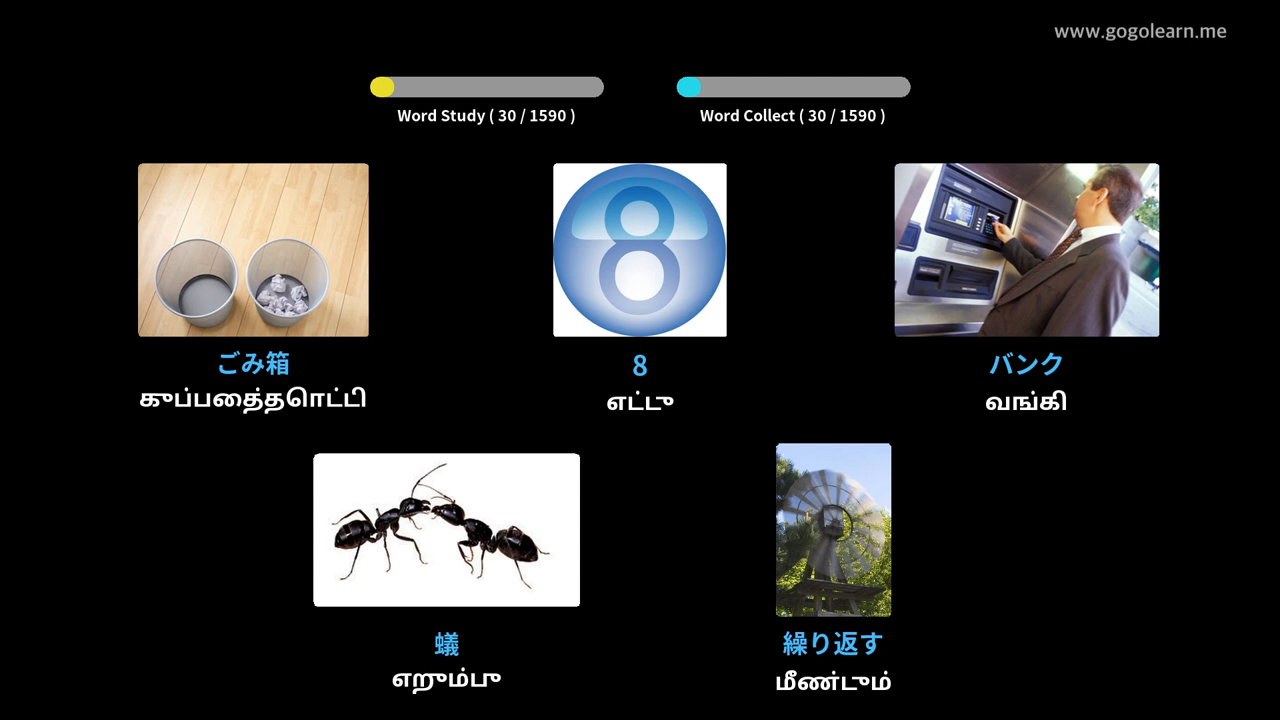 www.gogolearn.me
Word Study ( 30 / 1590 )
Word Collect ( 30 / 1590 )
8
ごみ箱
குப்பைத்தொட்டி
8
எட்டு
バンク
வங்கி
蟻
எறும்பு
繰り返す
மீண்டும்